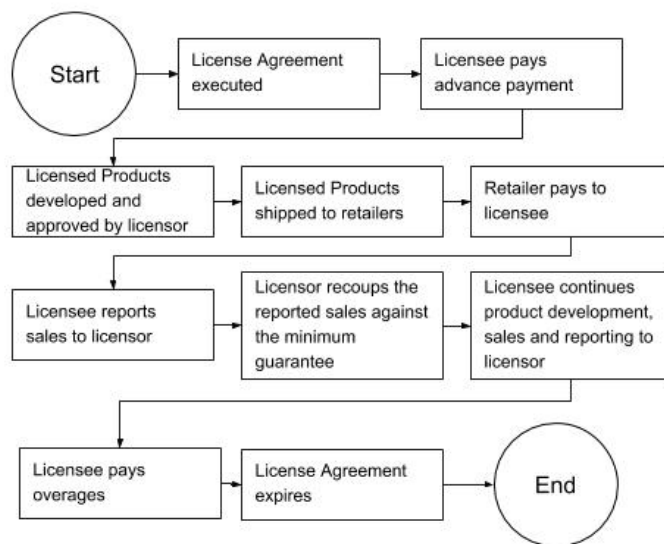 Start
License Agreement
executed
Licensee pays
advance payment
Licensed Products
developed and
approved by licensor
Licensed Products
shipped to retailers
Retailer pays to
licensee
Licensee reports
sales to licensor
Licensor recoups the
reported sales against
the minimum
guarantee
Licensee continues
product development,
sales and reporting to
licensor
Licensee pays
overages
License Agreement
expires
End